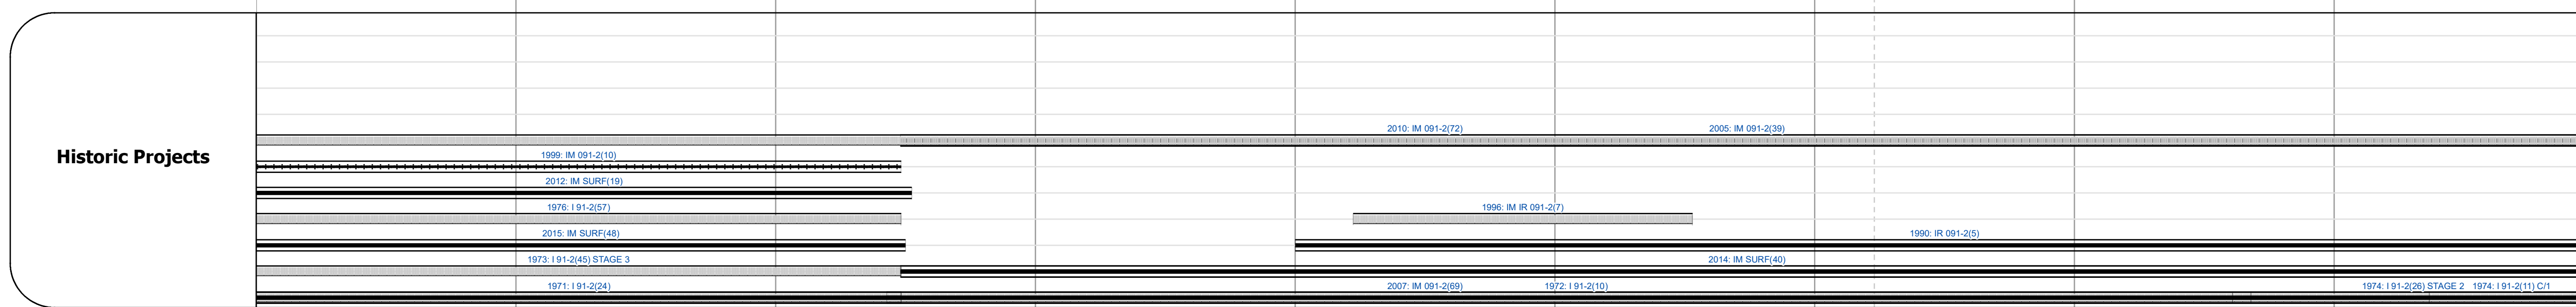 Historic Projects
2010: IM 091-2(72) 2005: IM 091-2(39)
1999: IM 091-2(10)
2012: IM SURF(19)
1976: I 91-2(57) 1996: IM IR 091-2(7)
2015: IM SURF(48) 1990: IR 091-2(5)
1973: I 91-2(45) STAGE 3 2014: IM SURF(40)
1971: I 91-2(24) 2007: IM 091-2(69) 1972: I 91-2(10) 1974: I 91-2(26) STAGE 2 1974: I 91-2(11) C/1